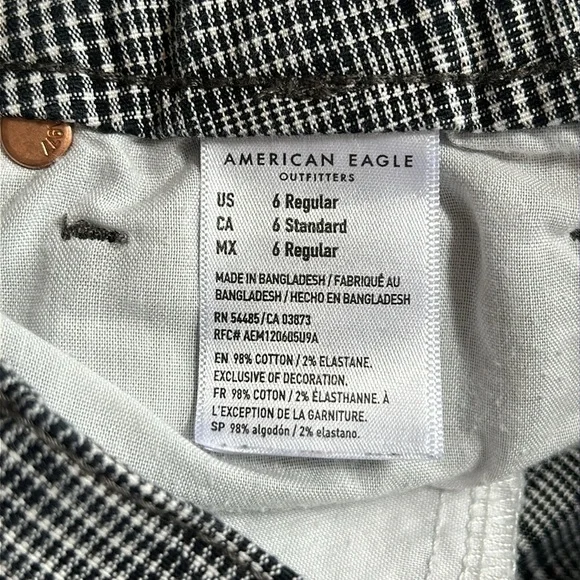 917
AMERICAN EAGLE
OUTFITTERS
US 6 Regular
CA 6 Standard
MX 6 Regular
MADE IN BANGLADESH / FABRIQUÉ AU
BANGLADESH / HECHO EN BANGLADESH
RN 54485/CA 03873
RFC# AEM120605U9A
EN 98% COTTON / 2% ELASTANE.
EXCLUSIVE OF DECORATION.
FR 98% COTON / 2% ÉLASTHANNE. À
L'EXCEPTION DE LA GARNITURE.
SP 98% algodón / 2% elastano.